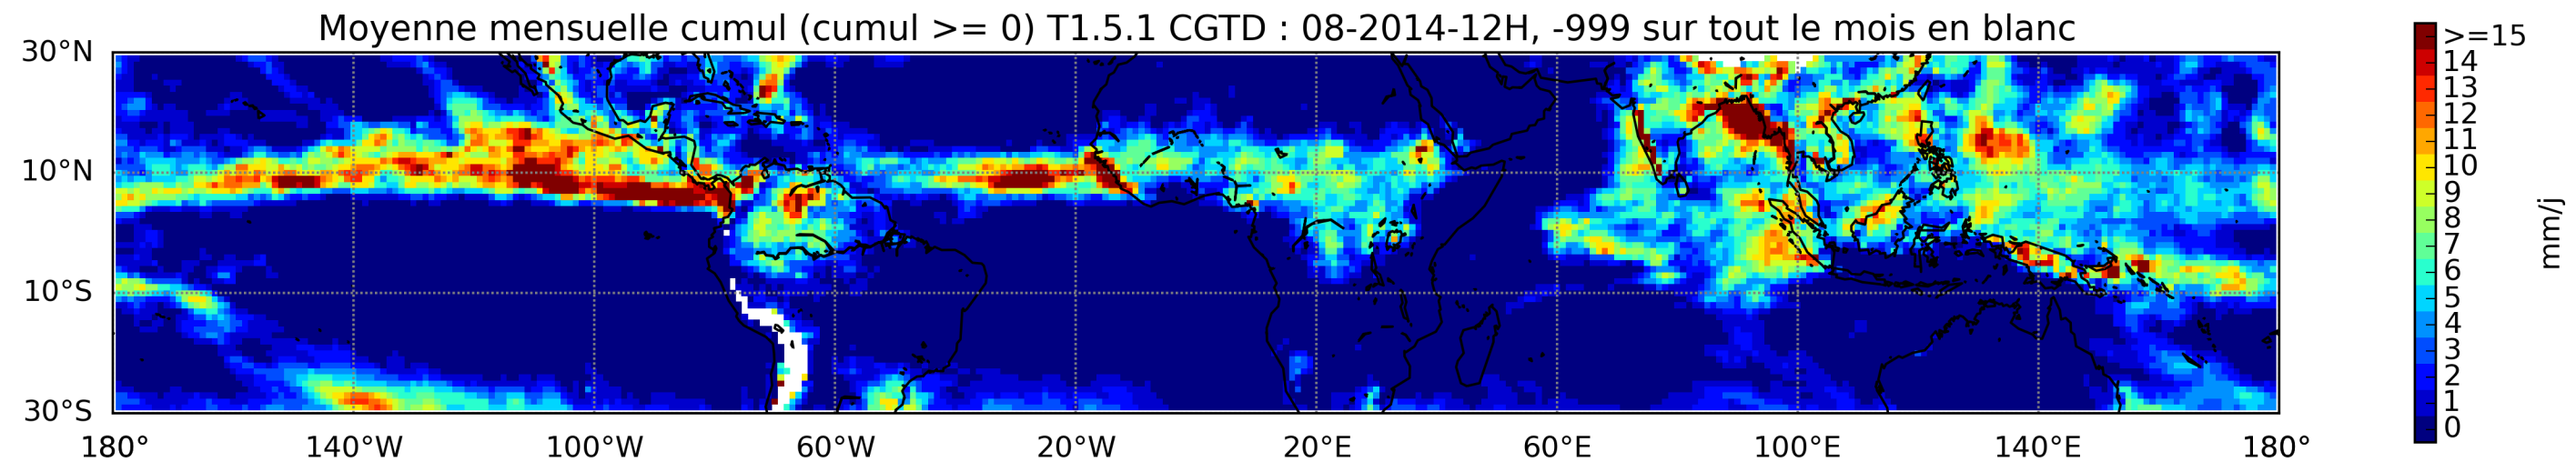 Moyenne mensuelle cumul (cumul >= 0) T1.5.1 CGTD : 08-2014-12H, -999 sur tout le mois en blanc
30°N
10°N
10°S
30°S
180° 140°W 100°W 60°W 20°W 20°E 60°E 100°E 140°E 180°
>=15
14
13
12
11
10
9
8
7
6
5
4
3
2
1
0
mm/j